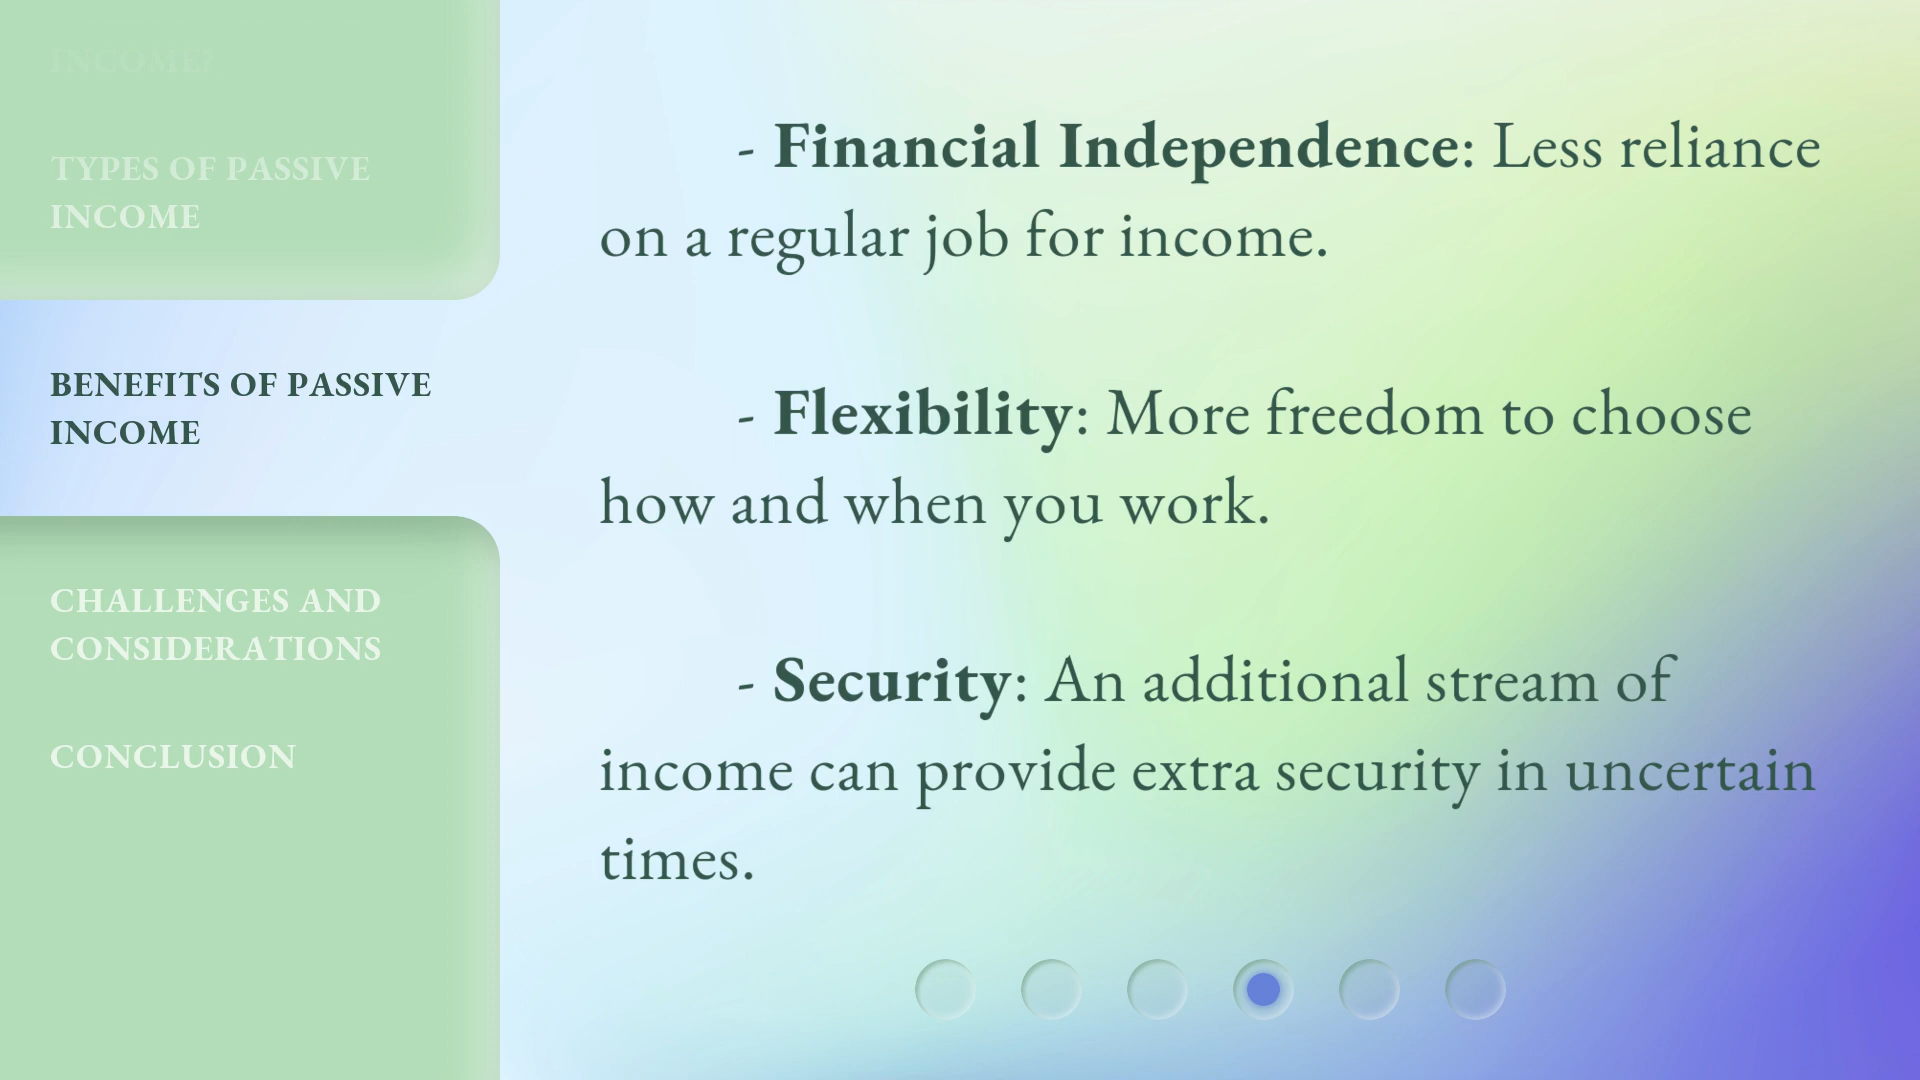 INCOME?
TYPES OF PASSIVE
INCOME
BENEFITS OF PASSIVE
INCOME
CHALLENGES AND
CONSIDERATIONS
CONCLUSION
- Financial Independence: Less reliance
on a regular job for income.
- Flexibility: More freedom to choose
how and when you work.
- Security: An additional stream of
income can provide extra security in uncertain
times.